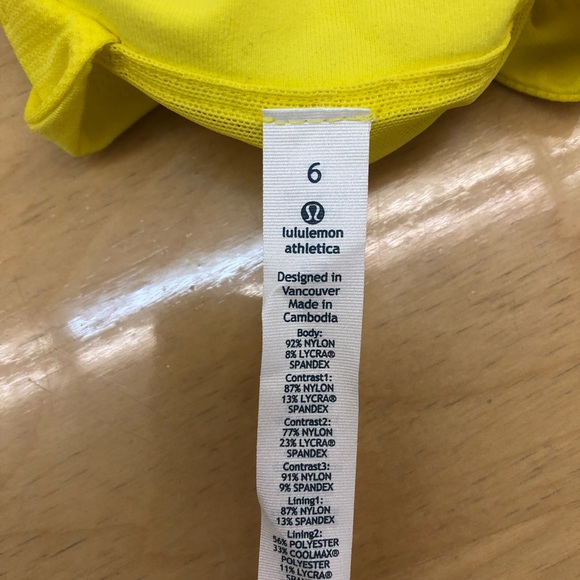 6
lululemon
athletica
Designed in
Vancouver
Made in
Cambodia
Body:
92% NYLON
8% LYCRA®
SPANDEX
Contrast1:
87% NYLON
13% LYCRA®
SPANDEX
Contrast2:
77% NYLON
23% LYCRA®
SPANDEX
Contrast3:
91% NYLON
9% SPANDEX
Lining1:
87% NYLON
13% SPANDEX
Lining2:
56% POLYESTER
33% COOLMAX®
POLYESTER
11% LYCRA®
SPANDEX